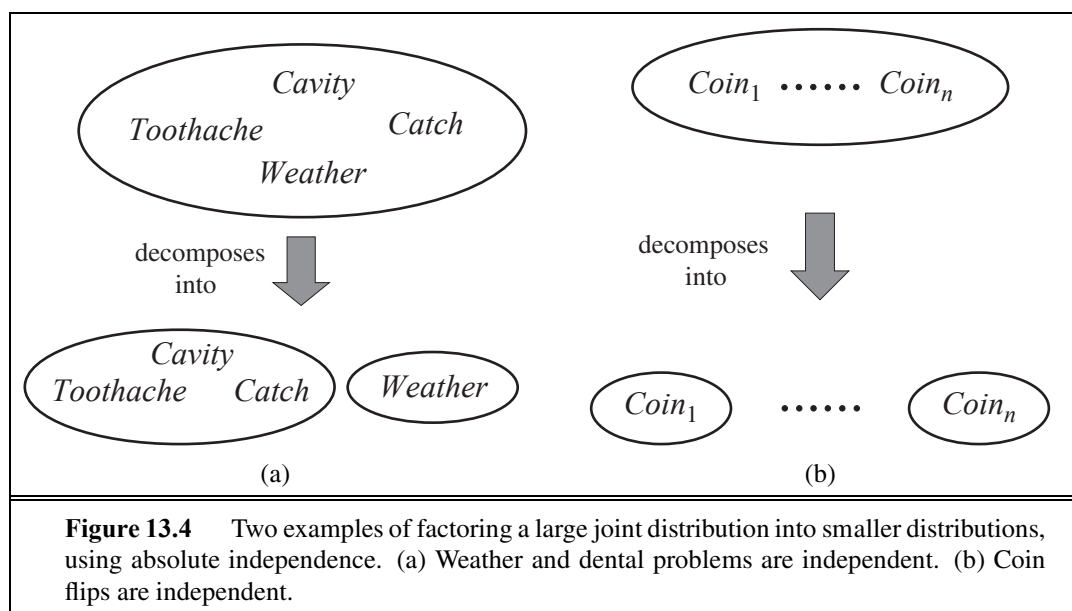 Cavity
Toothache Catch
Weather
decomposes
into
Cavity
Toothache Catch Weather
(a)
Coin₁ ...... Coinₙ
decomposes
into
Coin₁ ...... Coinₙ
(b)
Figure 13.4 Two examples of factoring a large joint distribution into smaller distributions,
using absolute independence. (a) Weather and dental problems are independent. (b) Coin
flips are independent.